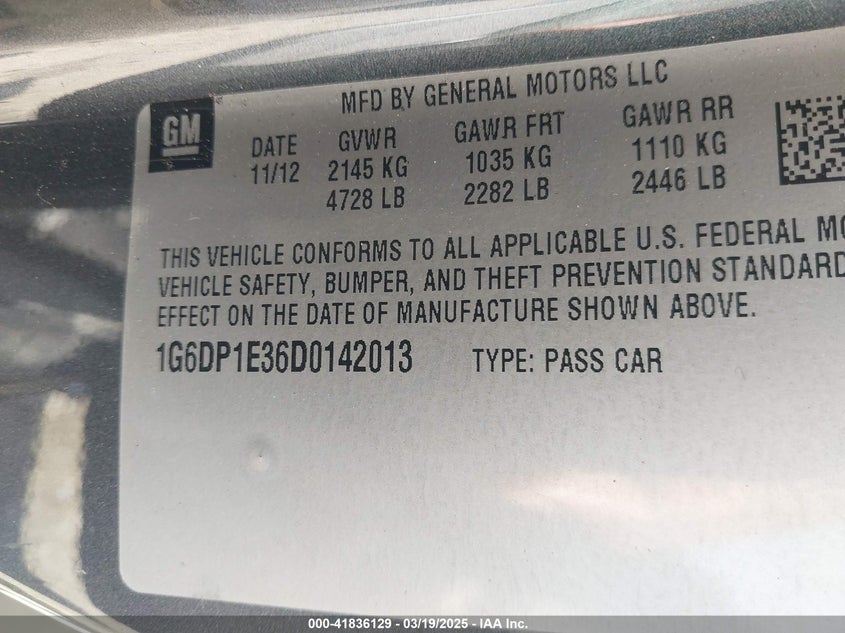 MFD BY GENERAL MOTORS LLC
GM
DATE GVWR GAWR FRT GAWR RR
11/12 2145 KG 1035 KG 1110 KG
4728 LB 2282 LB 2446 LB
THIS VEHICLE CONFORMS TO ALL APPLICABLE U.S. FEDERAL MO
VEHICLE SAFETY, BUMPER, AND THEFT PREVENTION STANDARD
EFFECT ON THE DATE OF MANUFACTURE SHOWN ABOVE.
1G6DP1E36D0142013 TYPE: PASS CAR
000-41836129 - 03/19/2025 - IAA Inc.